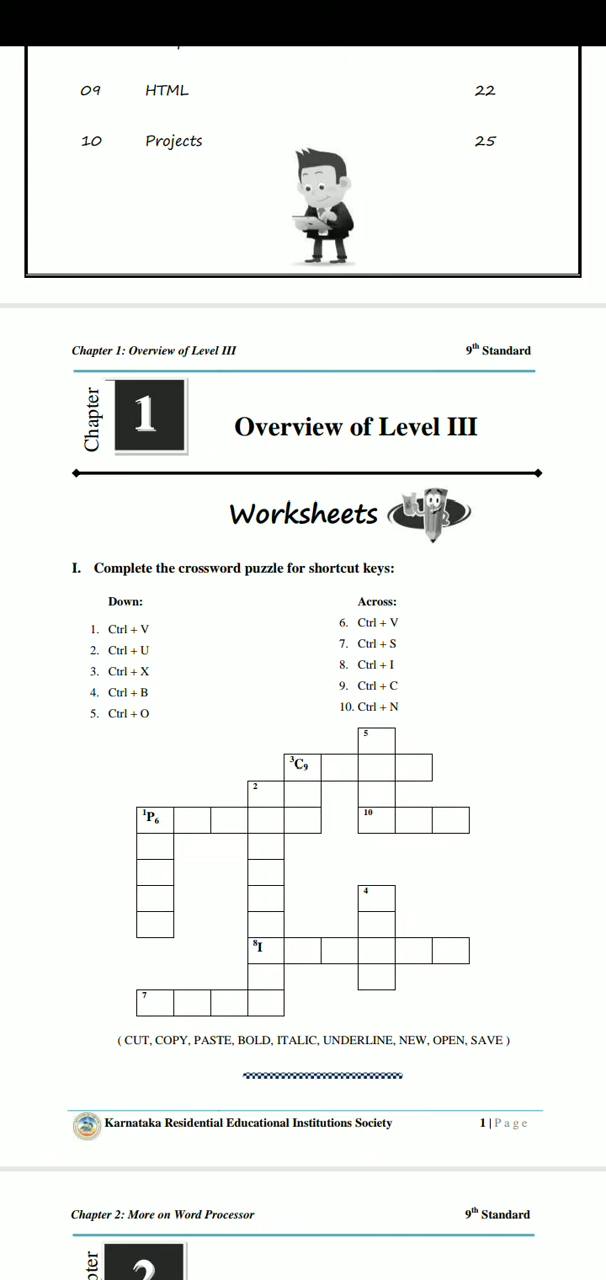 09 HTML 22
10 Projects 25
Chapter 1: Overview of Level III 9th Standard
Chapter 1 Overview of Level III
Worksheets
I. Complete the crossword puzzle for shortcut keys:
Down: Across:
1. Ctrl + V 6. Ctrl + V
2. Ctrl + U 7. Ctrl + S
3. Ctrl + X 8. Ctrl + I
4. Ctrl + B 9. Ctrl + C
5. Ctrl + O 10. Ctrl + N
5
3C9
2
1P6 10
4
8I
7
( CUT, COPY, PASTE, BOLD, ITALIC, UNDERLINE, NEW, OPEN, SAVE )
Karnataka Residential Educational Institutions Society 1 | Page
Chapter 2: More on Word Processor 9th Standard